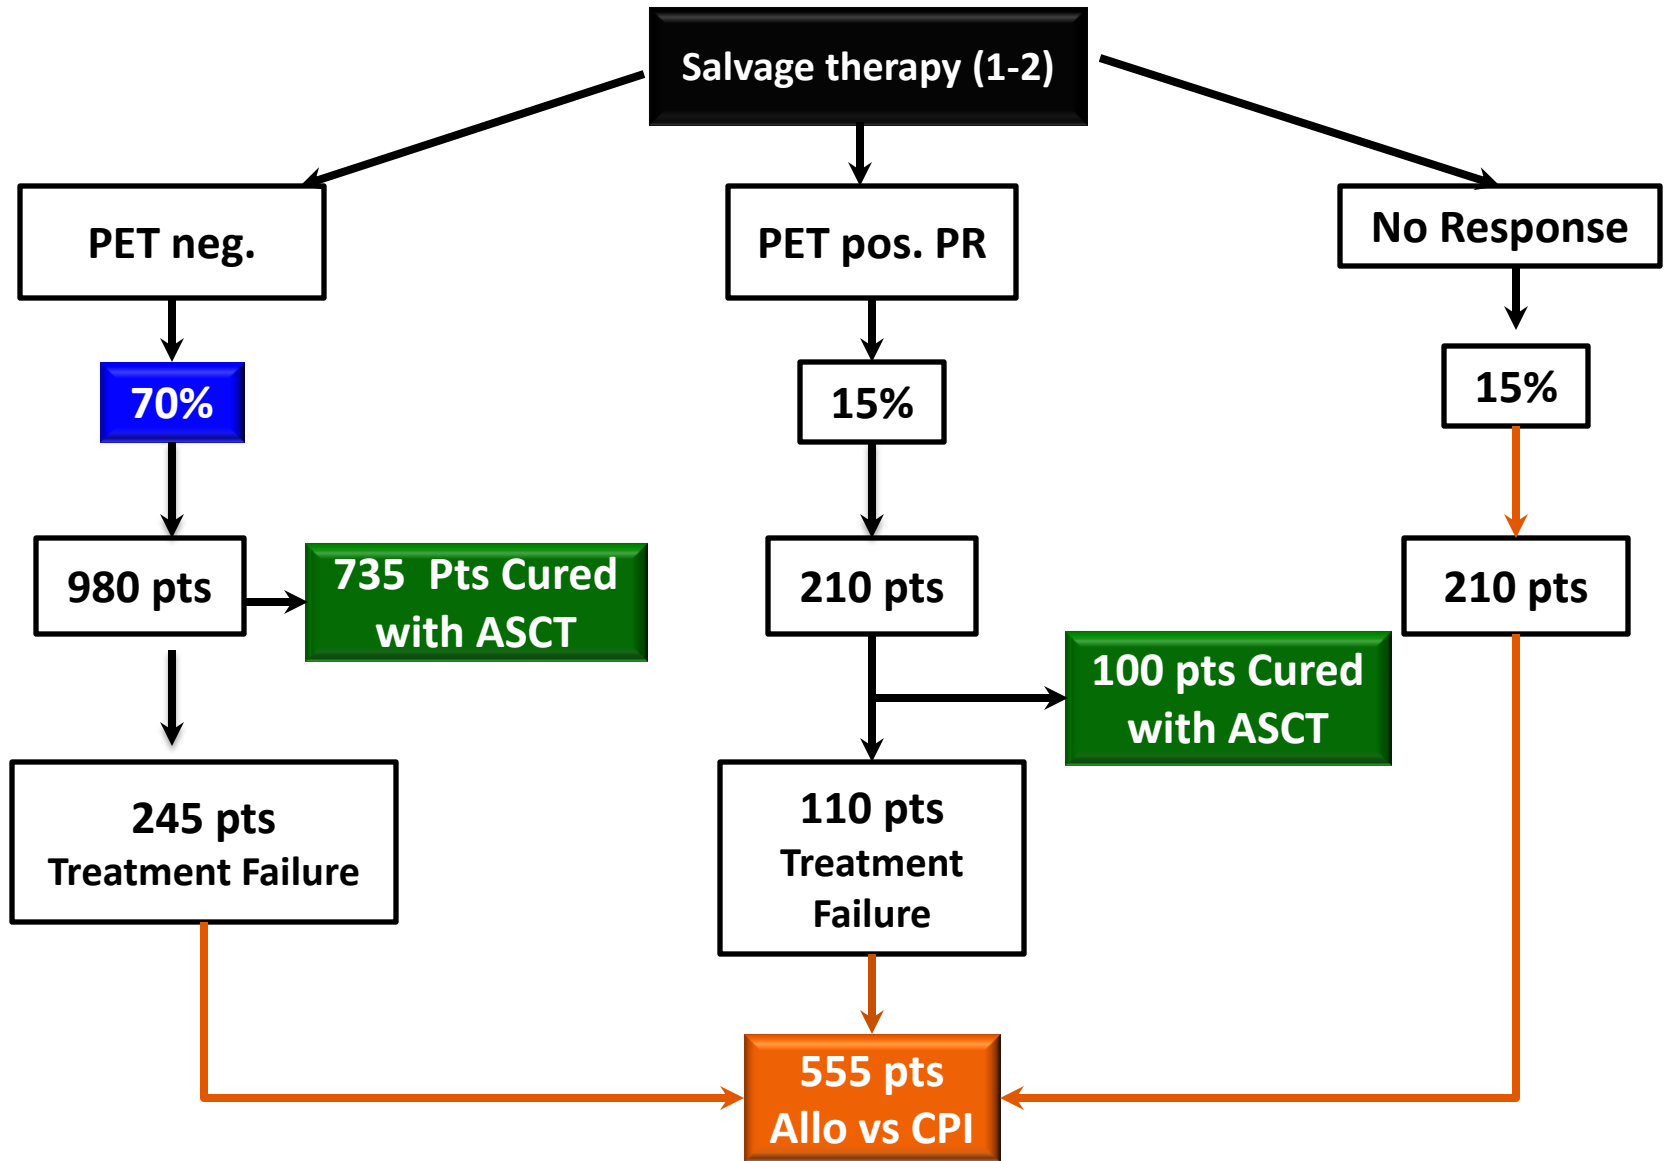 Salvage therapy (1-2)
PET neg.
PET pos. PR
No Response
70%
15%
15%
980 pts
735 Pts Cured
with ASCT
210 pts
210 pts
100 pts Cured
with ASCT
245 pts
Treatment Failure
110 pts
Treatment
Failure
555 pts
Allo vs CPI